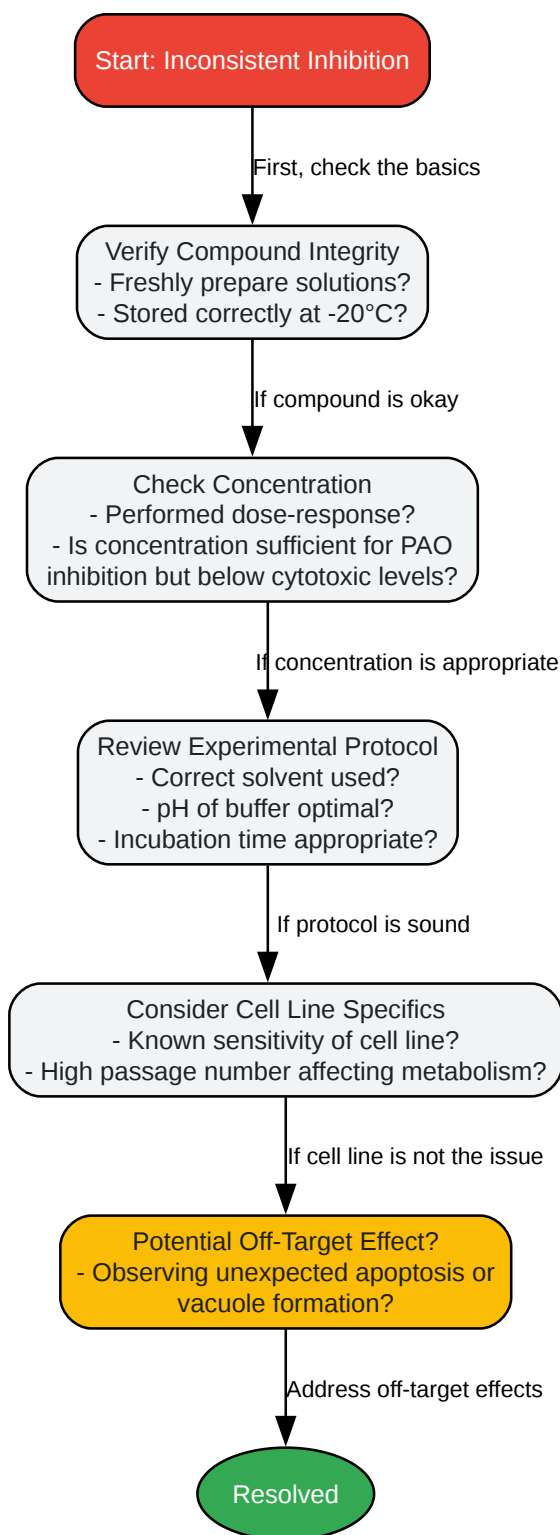 Start: Inconsistent Inhibition
First, check the basics
Verify Compound Integrity
- Freshly prepare solutions?
- Stored correctly at -20°C?
If compound is okay
Check Concentration
- Performed dose-response?
- Is concentration sufficient for PAO
inhibition but below cytotoxic levels?
If concentration is appropriate
Review Experimental Protocol
- Correct solvent used?
- pH of buffer optimal?
- Incubation time appropriate?
If protocol is sound
Consider Cell Line Specifics
- Known sensitivity of cell line?
- High passage number affecting metabolism?
If cell line is not the issue
Potential Off-Target Effect?
- Observing unexpected apoptosis or
vacuole formation?
Address off-target effects
Resolved